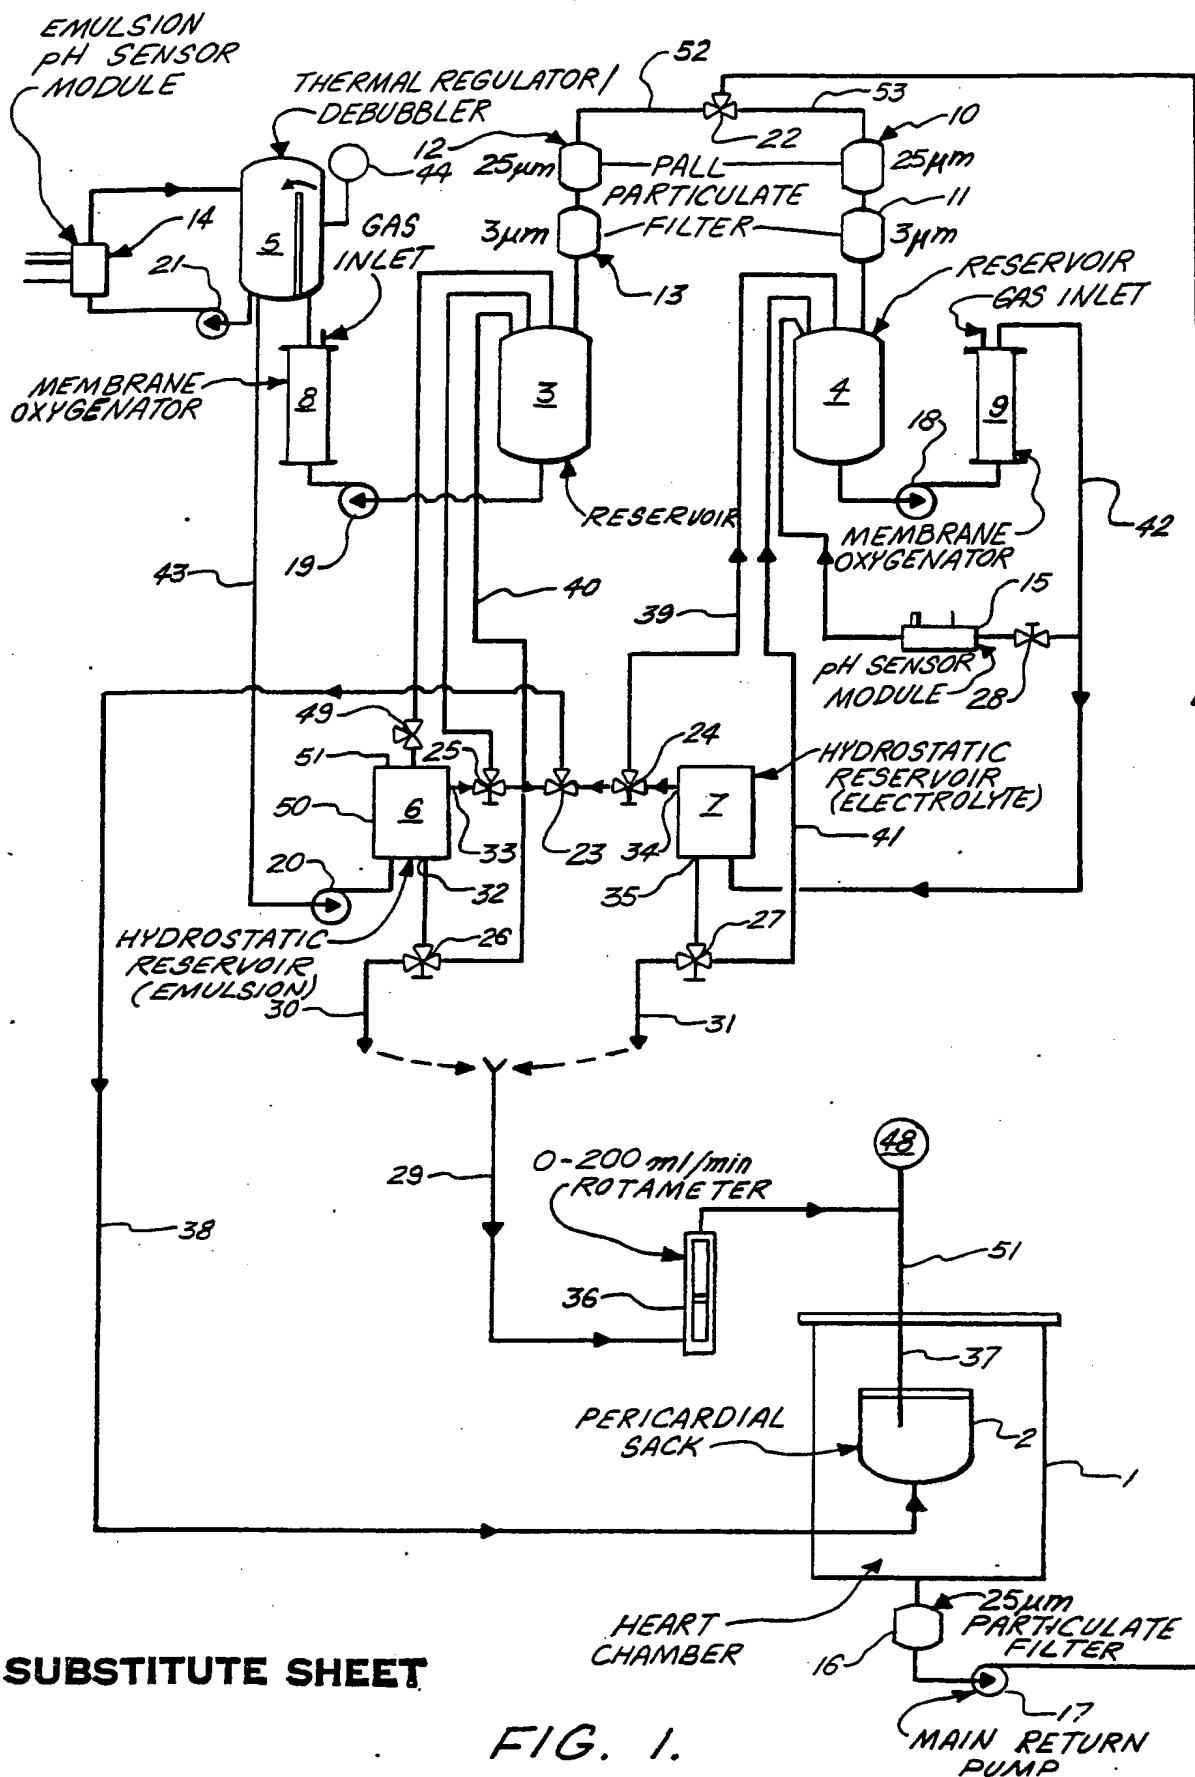 EMULSION
pH SENSOR
MODULE
THERMAL REGULATOR/
DEBUBBLER
52
53
22
12
10
44
25µm
PALL
25µm
PARTICULATE
14
5
GAS
INLET
3µm
FILTER
11
3µm
21
13
RESERVOIR
GAS INLET
MEMBRANE
OXYGENATOR
8
3
4
9
18
19
RESERVOIR
MEMBRANE
OXYGENATOR
42
43
40
39
15
pH SENSOR
MODULE
28
49
51
25
24
HYDROSTATIC
RESERVOIR
(ELECTROLYTE)
50
6
7
33
23
34
41
20
32
35
HYDROSTATIC
RESERVOIR
(EMULSION)
26
27
30
31
48
29
0-200 ml/min
ROTAMETER
38
51
36
37
PERICARDIAL
SACK
2
1
HEART
CHAMBER
25µm
PARTICULATE
FILTER
16
17
MAIN RETURN
PUMP
SUBSTITUTE SHEET
FIG. 1.